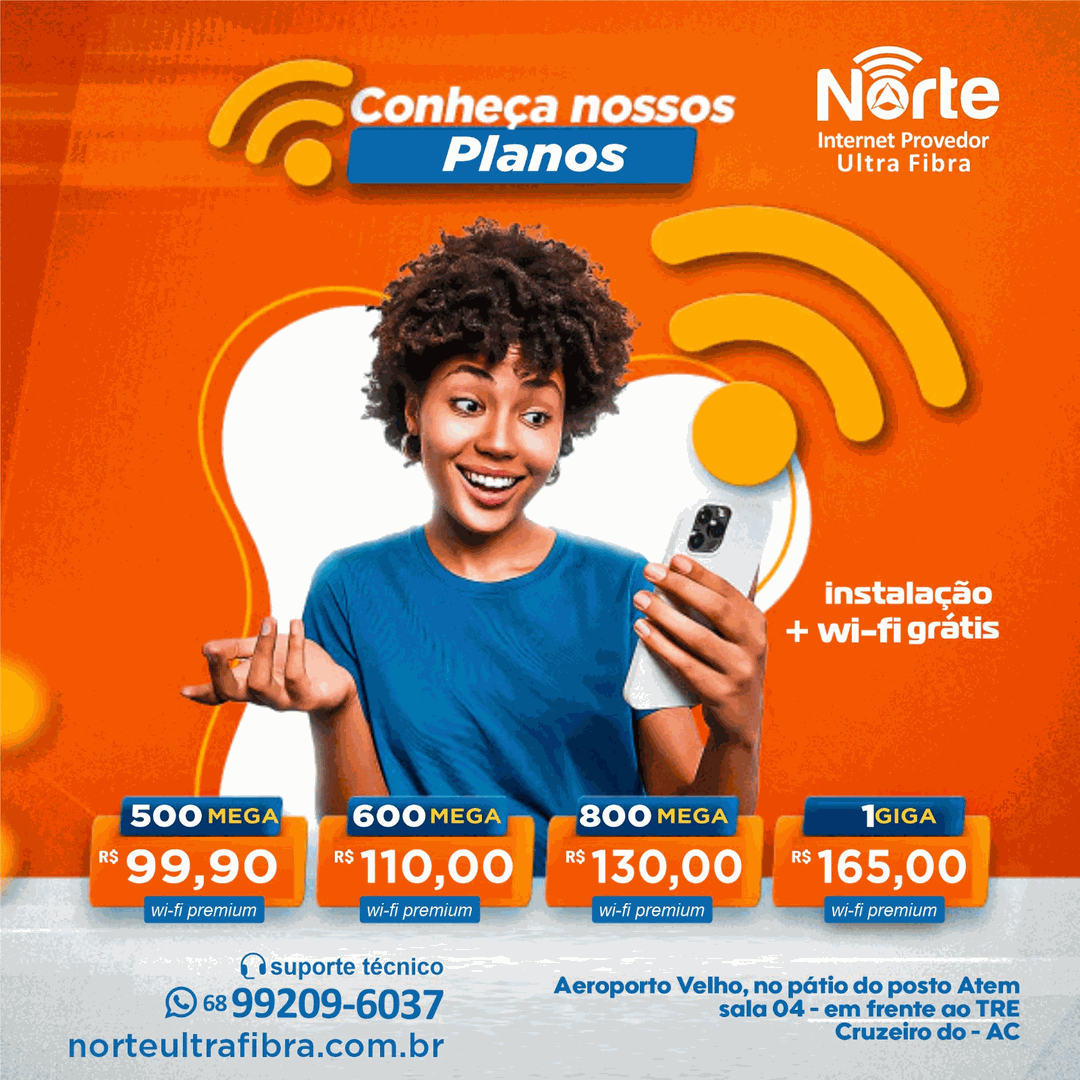 Conheça nossos
Planos
Norte
Internet Provedor
Ultra Fibra
instalação
+ wi-fi grátis
500 MEGA
R$ 99,90
wi-fi premium
600 MEGA
R$ 110,00
wi-fi premium
800 MEGA
R$ 130,00
wi-fi premium
1 GIGA
R$ 165,00
wi-fi premium
suporte técnico
68 99209-6037
norteultrafibra.com.br
Aeroporto Velho, no pátio do posto Atem
sala 04 - em frente ao TRE
Cruzeiro do - AC